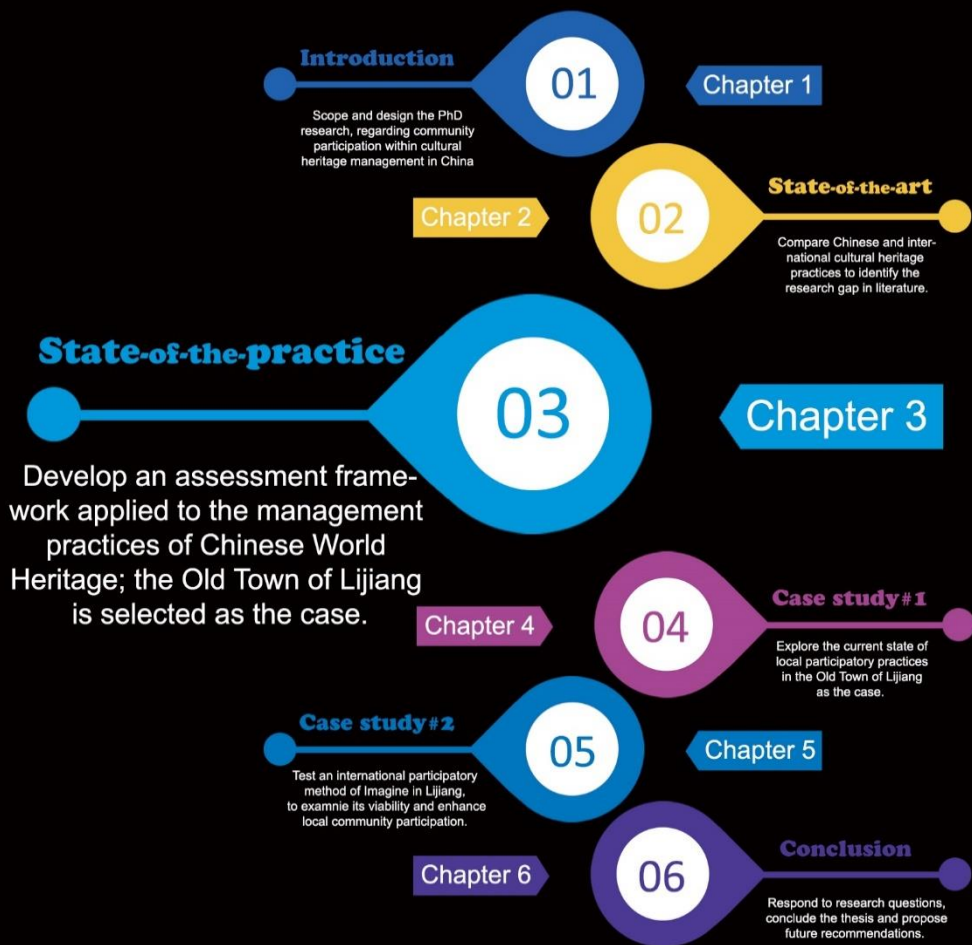 Introduction
01
Chapter 1
Scope and design the PhD
research, regarding community
participation within cultural
heritage management in China
Chapter 2
02
State-of-the-art
Compare Chinese and inter-
national cultural heritage
practices to identify the
research gap in literature.
State-of-the-practice
03
Chapter 3
Develop an assessment frame-
work applied to the management
practices of Chinese World
Heritage; the Old Town of Lijiang
is selected as the case.
Chapter 4
04
Case study#1
Explore the current state of
local participatory practices
in the Old Town of Lijiang
as the case.
Case study#2
05
Chapter 5
Test an international participatory
method of Imagine in Lijiang,
to examnie its viability and enhance
local community participation.
Chapter 6
06
Conclusion
Respond to research questions,
conclude the thesis and propose
future recommendations.